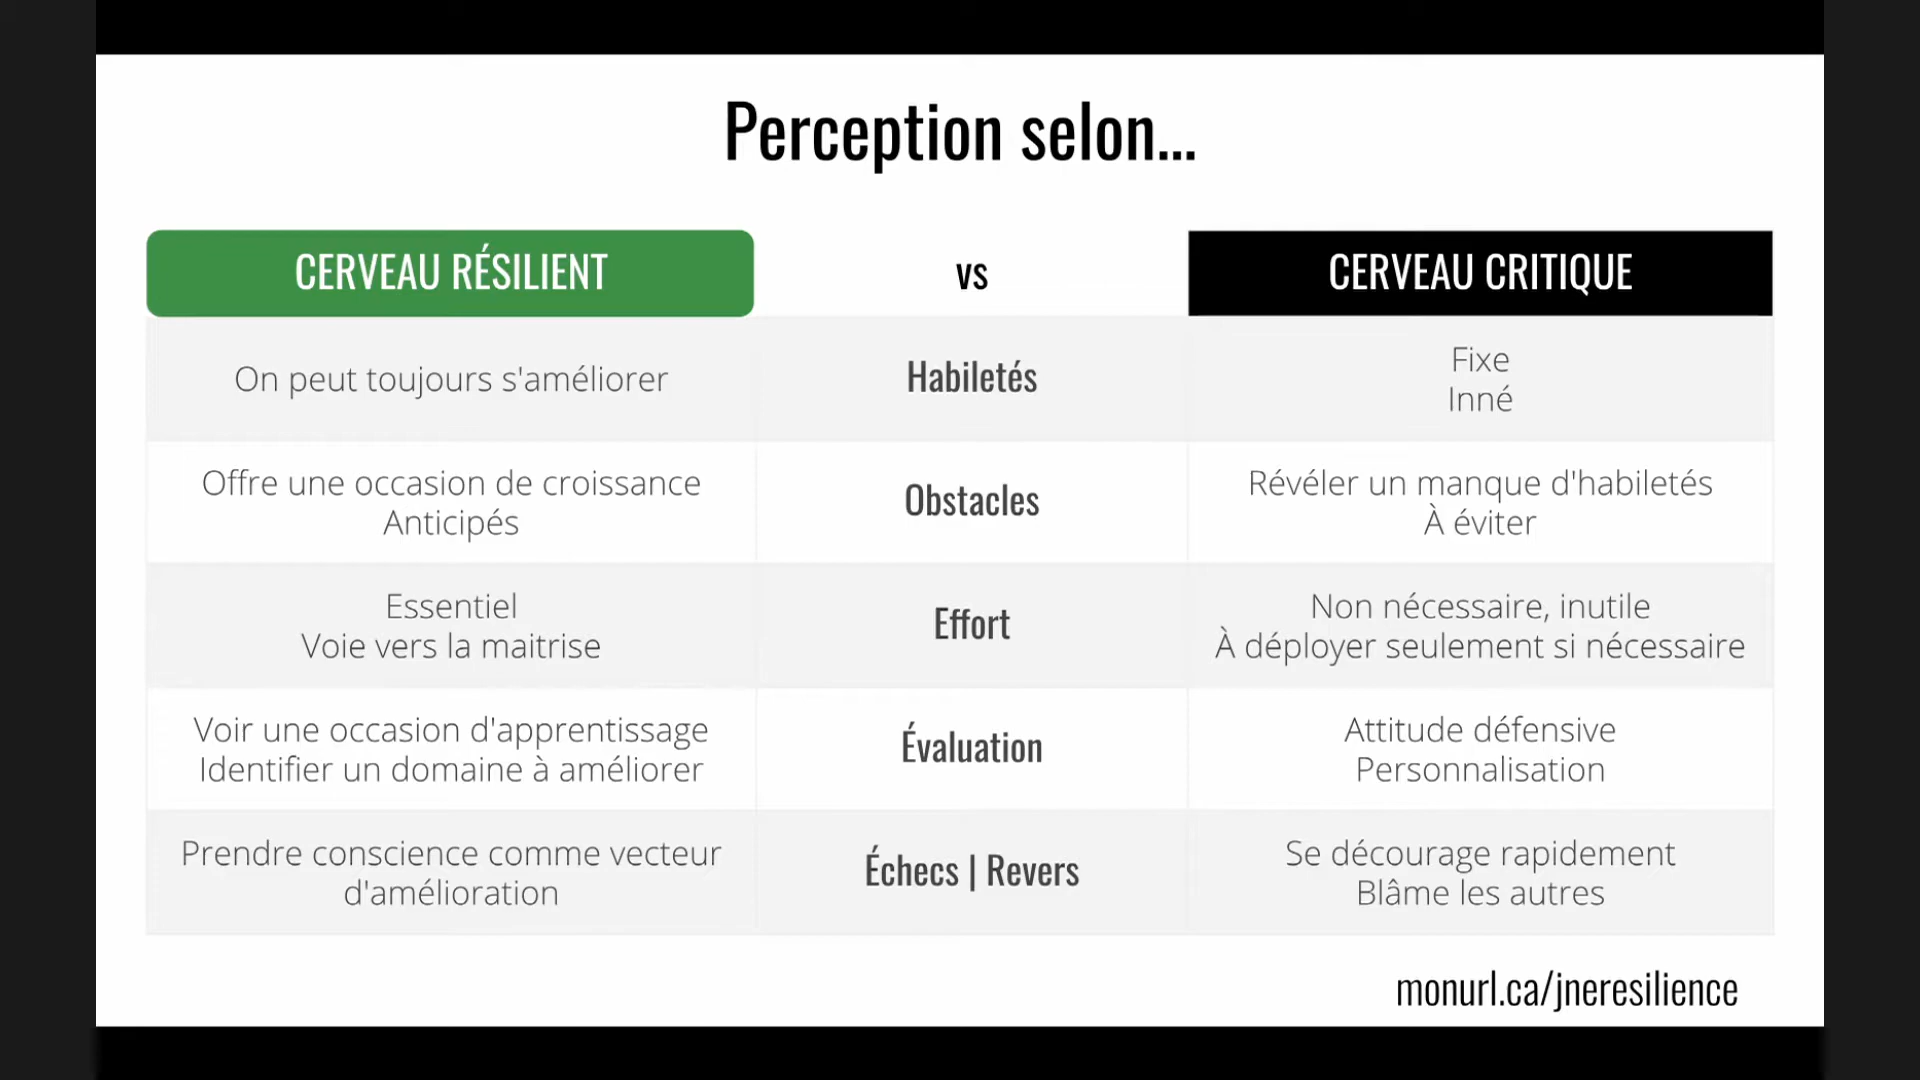 Perception selon...
CERVEAU RÉSILIENT
vs
CERVEAU CRITIQUE
On peut toujours s'améliorer
Habiletés
Fixe
Inné
Offre une occasion de croissance
Anticipés
Obstacles
Révéler un manque d'habiletés
À éviter
Essentiel
Voie vers la maitrise
Effort
Non nécessaire, inutile
À déployer seulement si nécessaire
Voir une occasion d'apprentissage
Identifier un domaine à améliorer
Évaluation
Attitude défensive
Personnalisation
Prendre conscience comme vecteur
d'amélioration
Échecs | Revers
Se décourage rapidement
Blâme les autres
monurl.ca/jneresilience